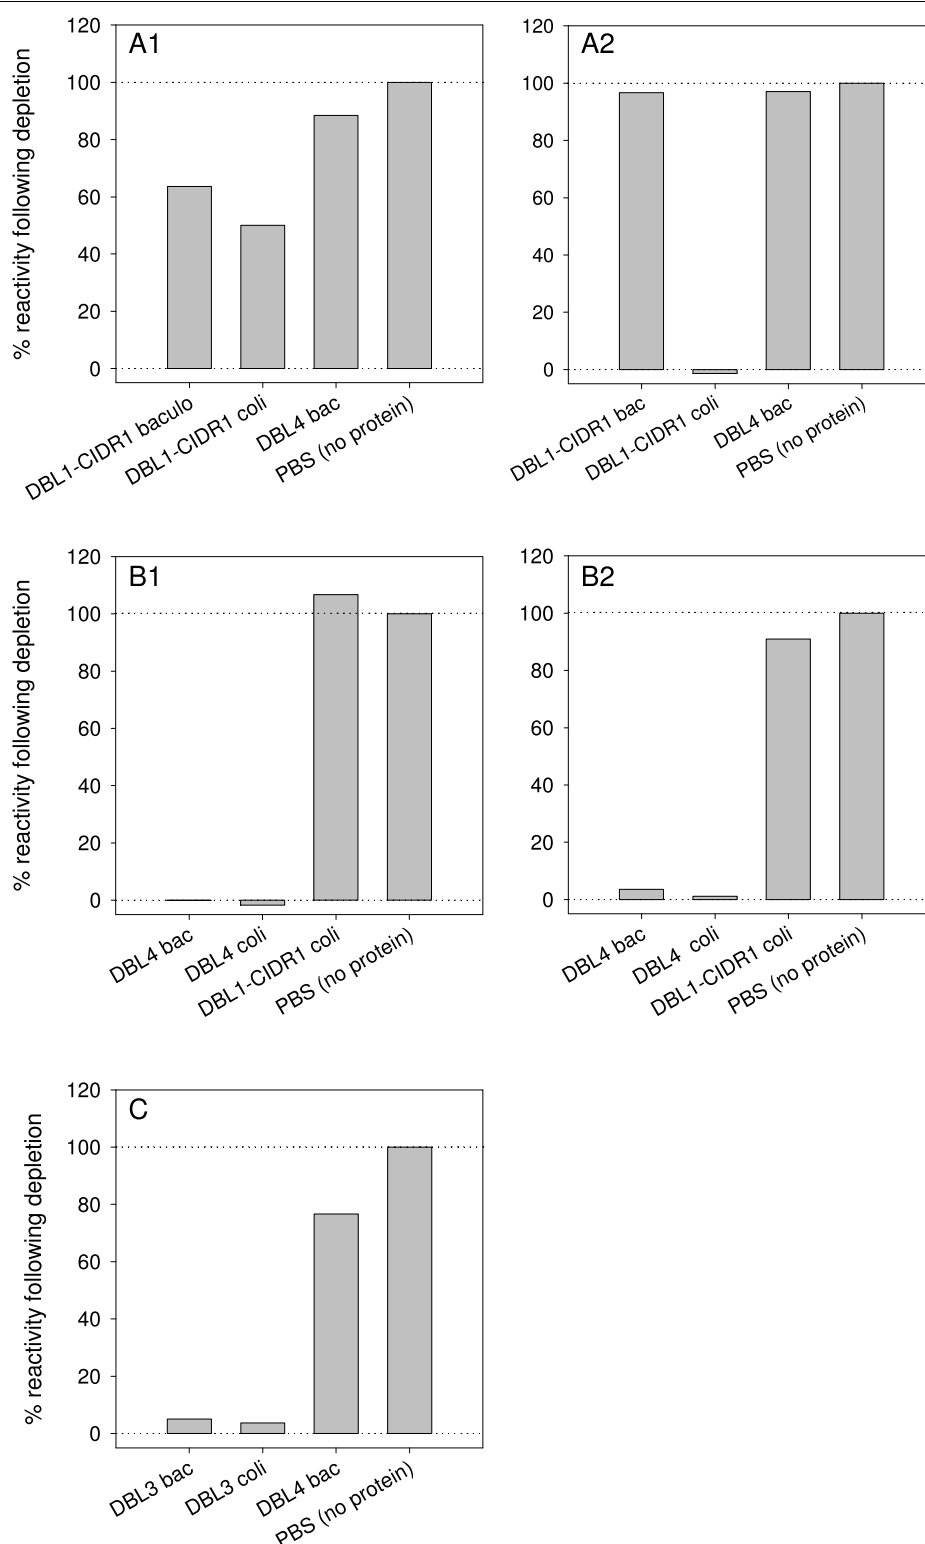 A1
% reactivity following depletion
120
100
80
60
40
20
0
DBL1-CIDR1 baculo
DBL1-CIDR1 coli
DBL4 bac
PBS (no protein)
A2
120
100
80
60
40
20
0
DBL1-CIDR1 bac
DBL1-CIDR1 coli
DBL4 bac
PBS (no protein)
B1
% reactivity following depletion
120
100
80
60
40
20
0
DBL4 bac
DBL4 coli
DBL1-CIDR1 coli
PBS (no protein)
B2
120
100
80
60
40
20
0
DBL4 bac
DBL4 coli
DBL1-CIDR1 coli
PBS (no protein)
C
% reactivity following depletion
120
100
80
60
40
20
0
DBL3 bac
DBL3 coli
DBL4 bac
PBS (no protein)